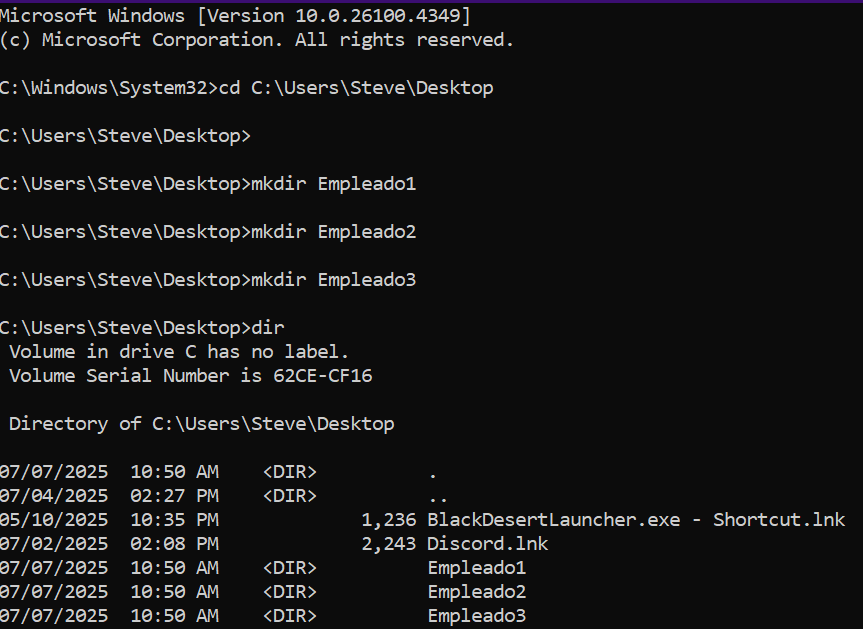 Microsoft Windows [Version 10.0.26100.4349]
(c) Microsoft Corporation. All rights reserved.
C:\Windows\System32>cd C:\Users\Steve\Desktop
C:\Users\Steve\Desktop>
C:\Users\Steve\Desktop>mkdir Empleado1
C:\Users\Steve\Desktop>mkdir Empleado2
C:\Users\Steve\Desktop>mkdir Empleado3
C:\Users\Steve\Desktop>dir
Volume in drive C has no label.
Volume Serial Number is 62CE-CF16
Directory of C:\Users\Steve\Desktop
07/07/2025  10:50 AM    <DIR>          .
07/04/2025  02:27 PM    <DIR>          ..
05/10/2025  10:35 PM             1,236 BlackDesertLauncher.exe - Shortcut.lnk
07/02/2025  02:08 PM             2,243 Discord.lnk
07/07/2025  10:50 AM    <DIR>          Empleado1
07/07/2025  10:50 AM    <DIR>          Empleado2
07/07/2025  10:50 AM    <DIR>          Empleado3